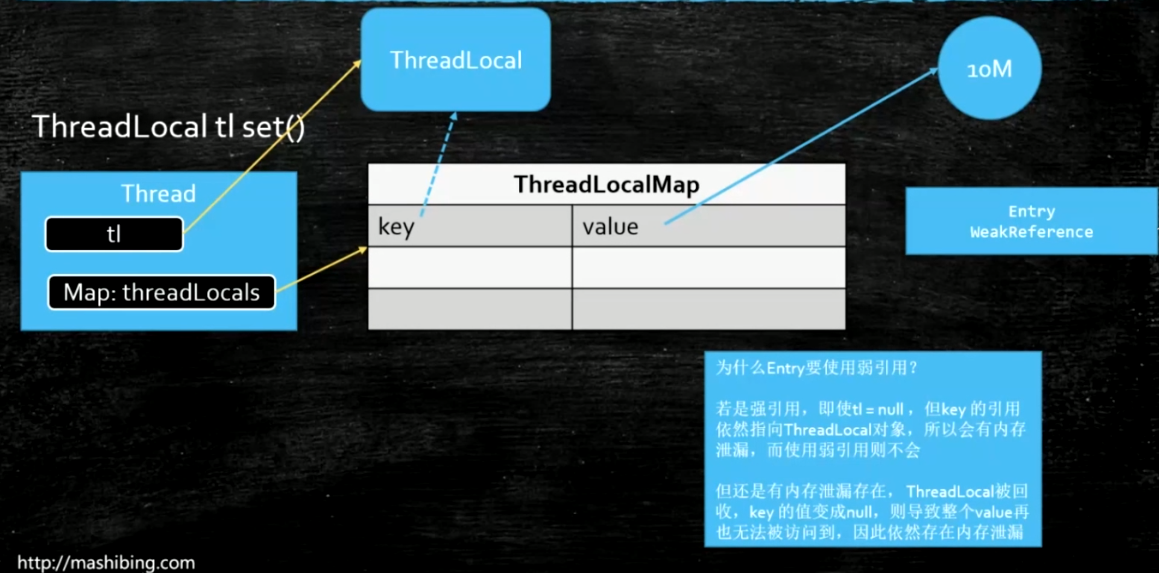 ThreadLocal
10M
ThreadLocal tl set()
Thread
tl
Map: threadLocals
ThreadLocalMap
key
value
Entry
WeakReference
为什么Entry要使用弱引用？
若是强引用，即使tl = null ，但key 的引用
依然指向ThreadLocal对象，所以会有内存
泄漏，而使用弱引用则不会
但还是有内存泄漏存在，ThreadLocal被回
收，key 的值变成null，则导致整个value再
也无法被访问到，因此依然存在内存泄漏
http://mashibing.com